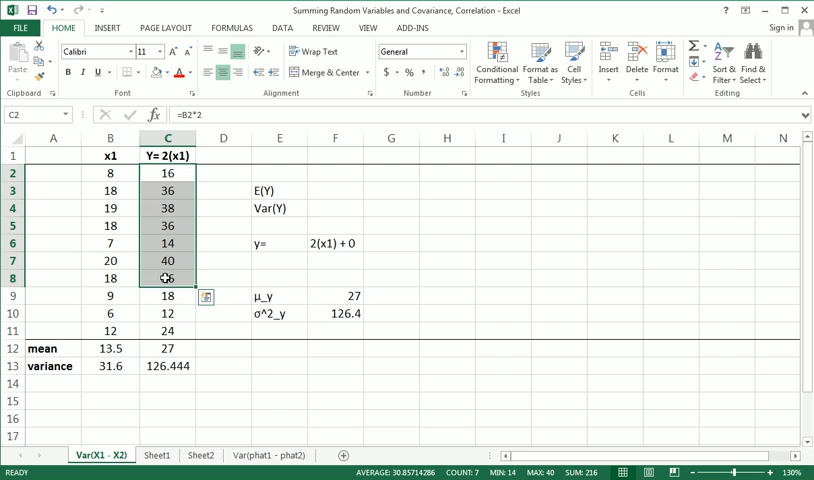 Summing Random Variables and Covariance, Correlation - Excel
Sign in
FILE HOME INSERT PAGE LAYOUT FORMULAS DATA REVIEW VIEW ADD-INS
Paste
Calibri 11
B I U
Wrap Text
Merge & Center
General
$ % ,
Conditional Formatting
Format as Table
Cell Styles
Insert
Delete
Format
Sort & Filter
Find & Select
Clipboard Font Alignment Number Styles Cells Editing
C2 fx =B2*2
A B C D E F G H I J K L M N
1 x1 Y= 2(x1)
2 8 16
3 18 36 E(Y)
4 19 38 Var(Y)
5 18 36
6 7 14 y= 2(x1) + 0
7 20 40
8 18
9 9 18 μ_y 27
10 6 12 σ^2_y 126.4
11 12 24
12 mean 13.5 27
13 variance 31.6 126.444
14
15
16
17
Var(X1 - X2) Sheet1 Sheet2 Var(phat1 - phat2)
READY AVERAGE: 30.85714286 COUNT: 7 MIN: 14 MAX: 40 SUM: 216 130%